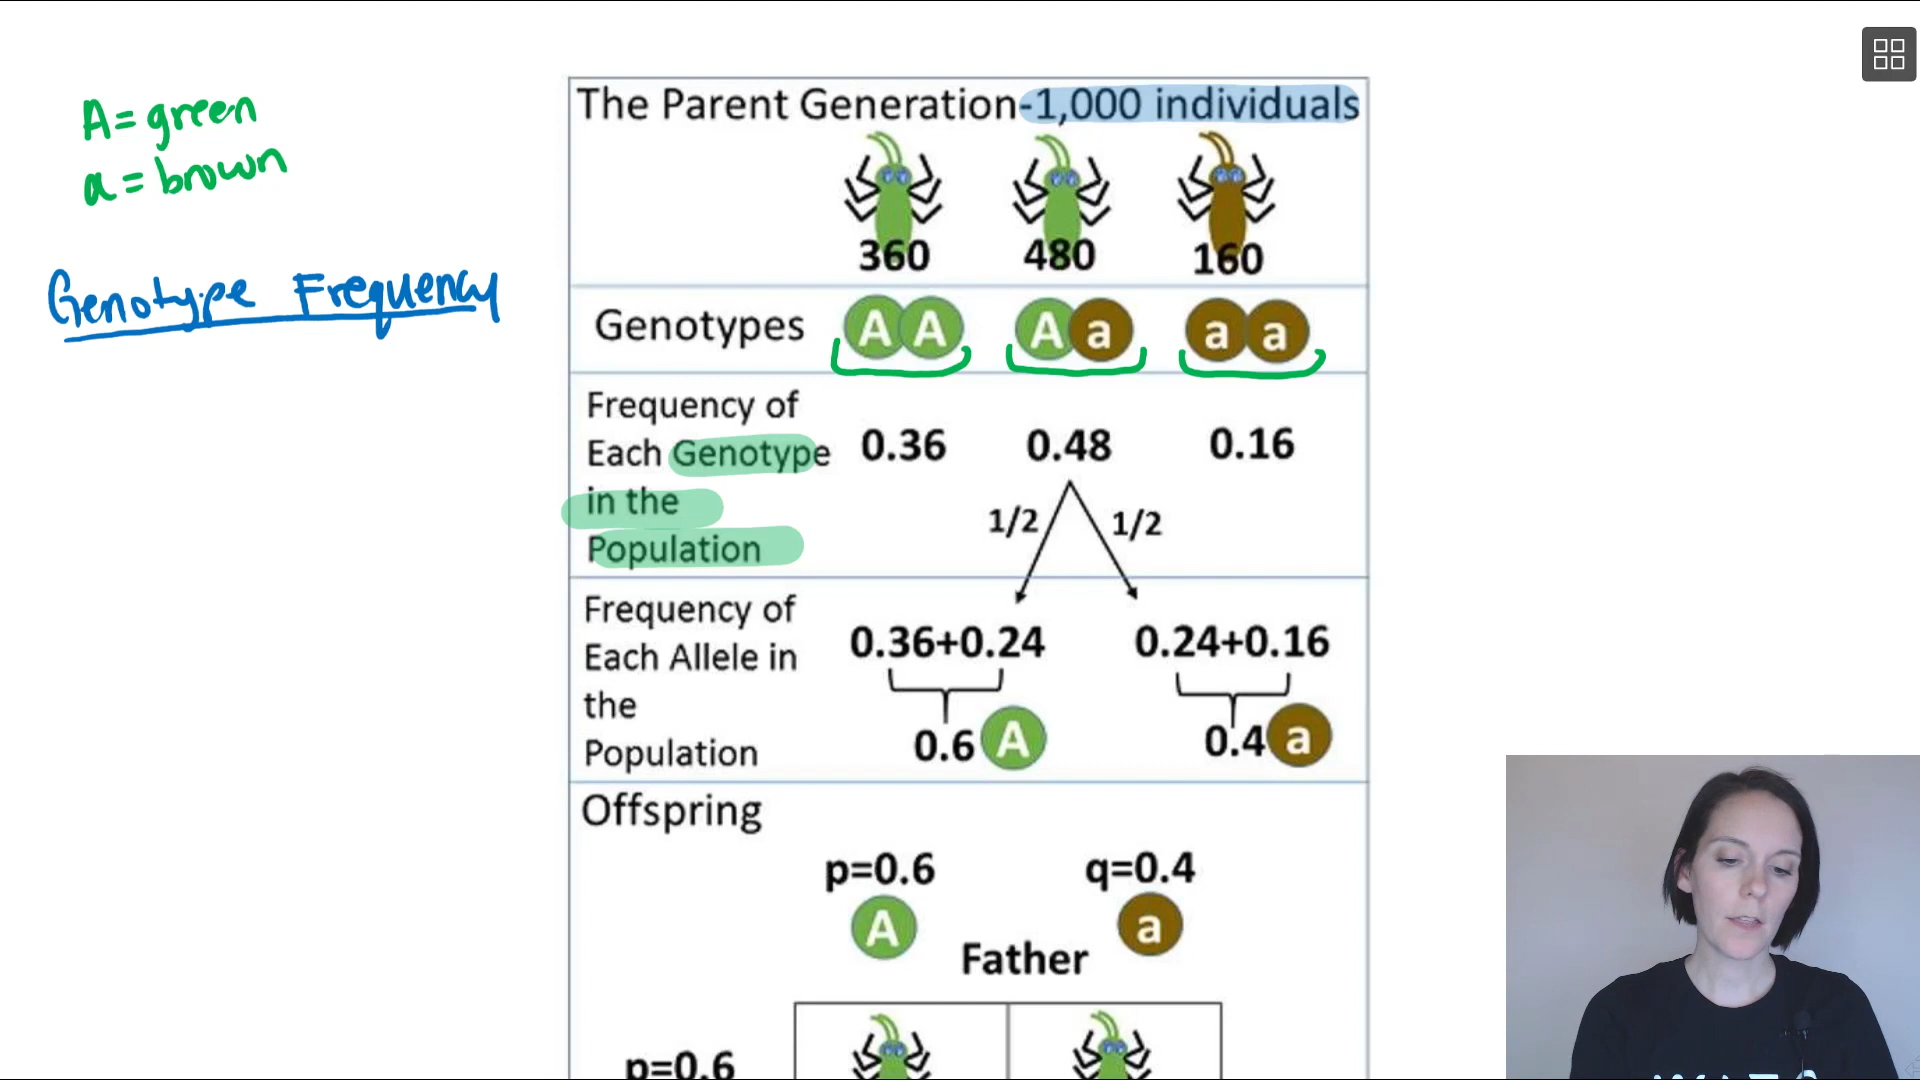 A = green
a = brown
Genotype Frequency
The Parent Generation-1,000 individuals
360 480 160
Genotypes AA Aa aa
Frequency of
Each Genotype 0.36 0.48 0.16
in the
1/2 1/2
Population
Frequency of
0.36+0.24 0.24+0.16
Each Allele in
the
0.6 A 0.4 a
Population
Offspring
p=0.6 q=0.4
A a
Father
p=0.6